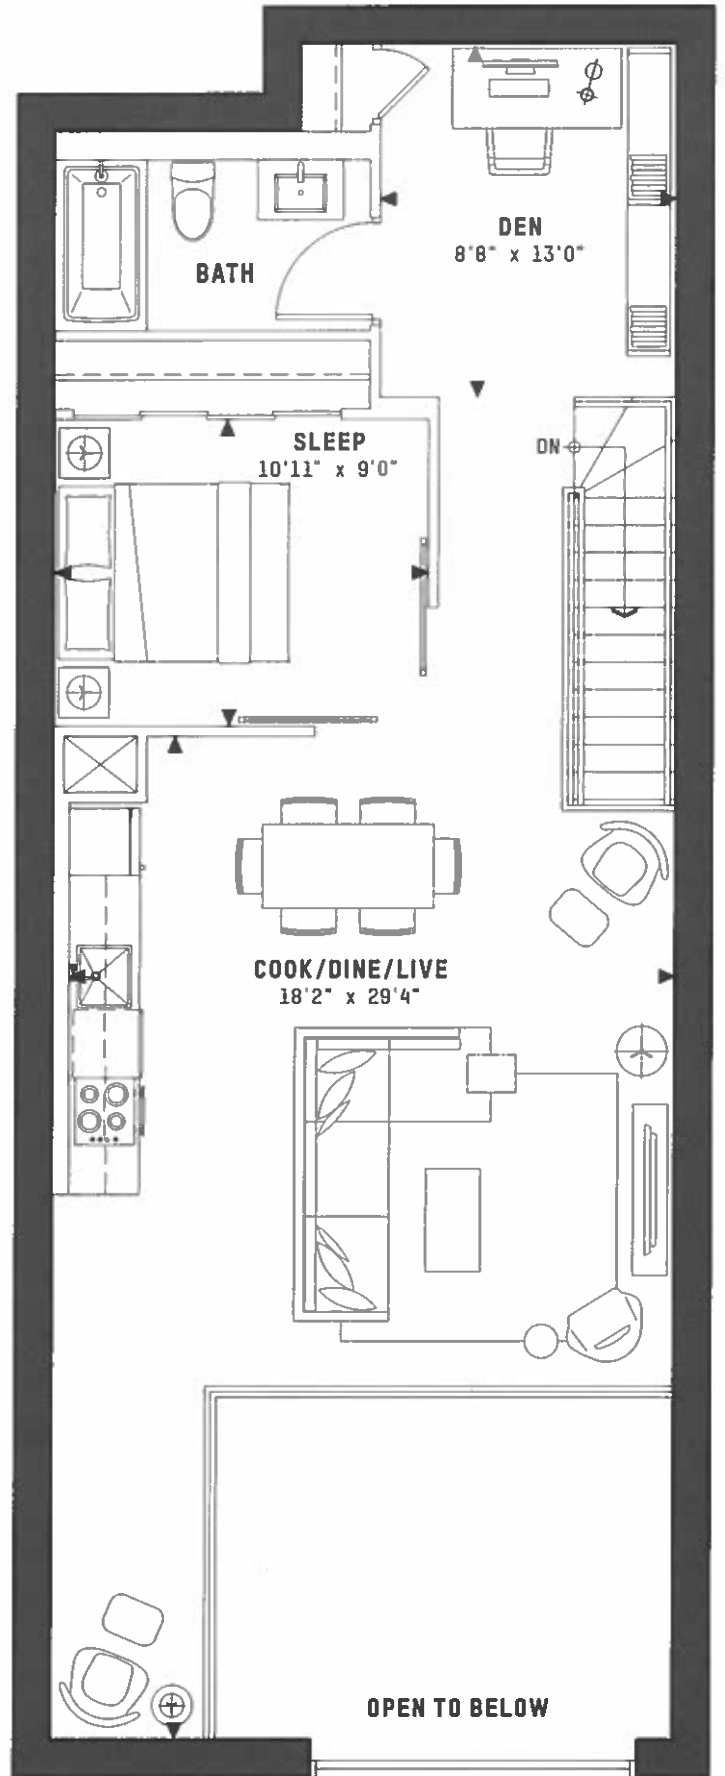 DEN
8'8" x 13'0"
BATH
SLEEP
10'11" x 9'0"
DN
COOK/DINE/LIVE
18'2" x 29'4"
OPEN TO BELOW